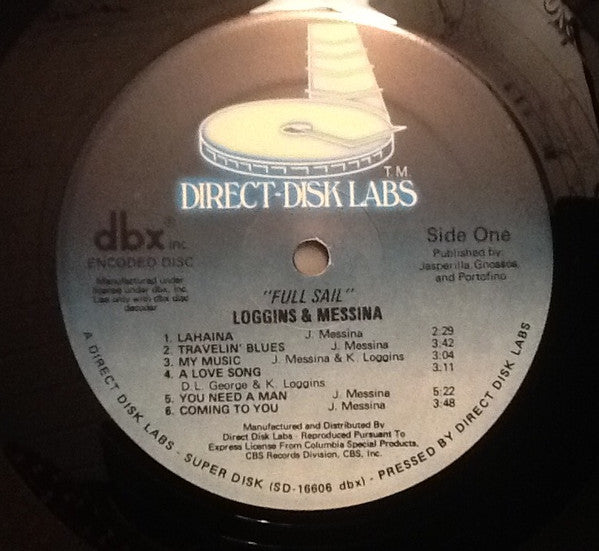 T.M.
DIRECT-DISK LABS
dbx® inc.
ENCODED DISC
Manufactured under
license under dbx, inc.
Use only with dbx disc
decoder
Side One
Published by:
Jasperilla, Gnossos,
and Portofino
"FULL SAIL"
LOGGINS & MESSINA
1. LAHAINA J. Messina 2:29
2. TRAVELIN' BLUES J. Messina 3:42
3. MY MUSIC J. Messina & K. Loggins 3:04
4. A LOVE SONG 3:11
D.L. George & K. Loggins
5. YOU NEED A MAN J. Messina 5:22
6. COMING TO YOU J. Messina 3:48
Manufactured and Distributed By
Direct Disk Labs - Reproduced Pursuant To
Express License From Columbia Special Products,
CBS Records Division, CBS, Inc.
A DIRECT DISK LABS - SUPER DISK (SD-16606 dbx) - PRESSED BY DIRECT DISK LABS